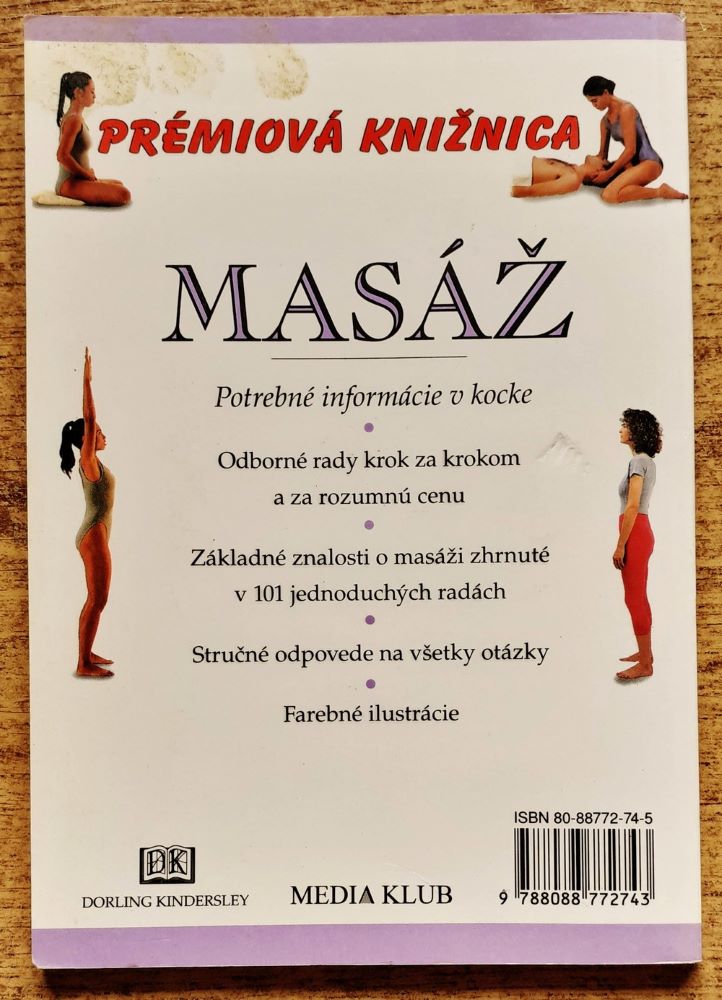 PRÉMIOVÁ KNIŽNICA
MASÁŽ
Potrebné informácie v kocke
Odborné rady krok za krokom
a za rozumnú cenu
Základné znalosti o masáži zhrnuté
v 101 jednoduchých radách
Stručné odpovede na všetky otázky
Farebné ilustrácie
ISBN 80-88772-74-5
9 788088 772743
DK
DORLING KINDERSLEY
MEDIA KLUB